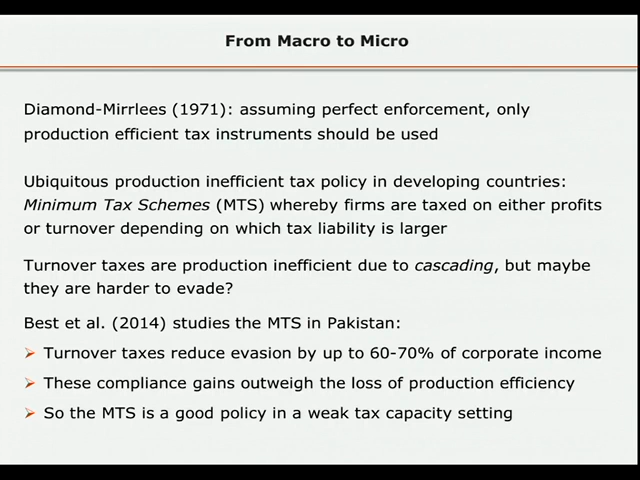 From Macro to Micro
Diamond-Mirrlees (1971): assuming perfect enforcement, only
production efficient tax instruments should be used
Ubiquitous production inefficient tax policy in developing countries:
Minimum Tax Schemes (MTS) whereby firms are taxed on either profits
or turnover depending on which tax liability is larger
Turnover taxes are production inefficient due to cascading, but maybe
they are harder to evade?
Best et al. (2014) studies the MTS in Pakistan:
Turnover taxes reduce evasion by up to 60-70% of corporate income
These compliance gains outweigh the loss of production efficiency
So the MTS is a good policy in a weak tax capacity setting